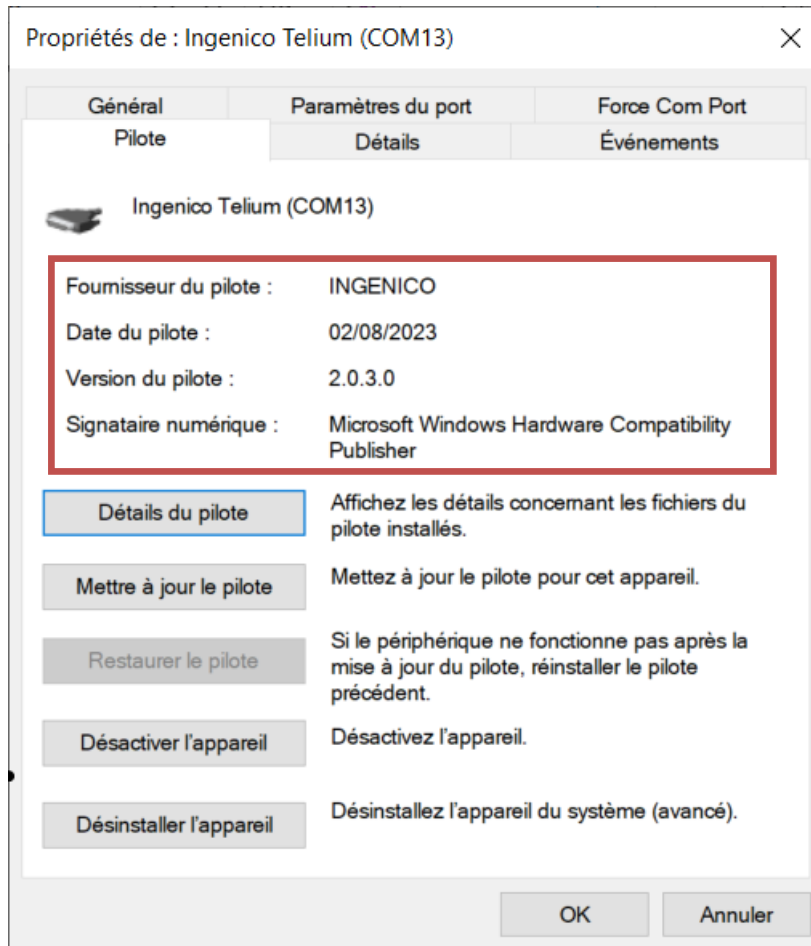 Propriétés de : Ingenico Telium (COM13)
Général Paramètres du port Force Com Port
Pilote Détails Événements
Ingenico Telium (COM13)
Fournisseur du pilote : INGENICO
Date du pilote : 02/08/2023
Version du pilote : 2.0.3.0
Signataire numérique : Microsoft Windows Hardware Compatibility
Publisher
Détails du pilote Affichez les détails concernant les fichiers du
pilote installés.
Mettre à jour le pilote Mettez à jour le pilote pour cet appareil.
Restaurer le pilote Si le périphérique ne fonctionne pas après la
mise à jour du pilote, réinstaller le pilote
précédent.
Désactiver l'appareil Désactivez l'appareil.
Désinstaller l'appareil Désinstallez l'appareil du système (avancé).
OK Annuler